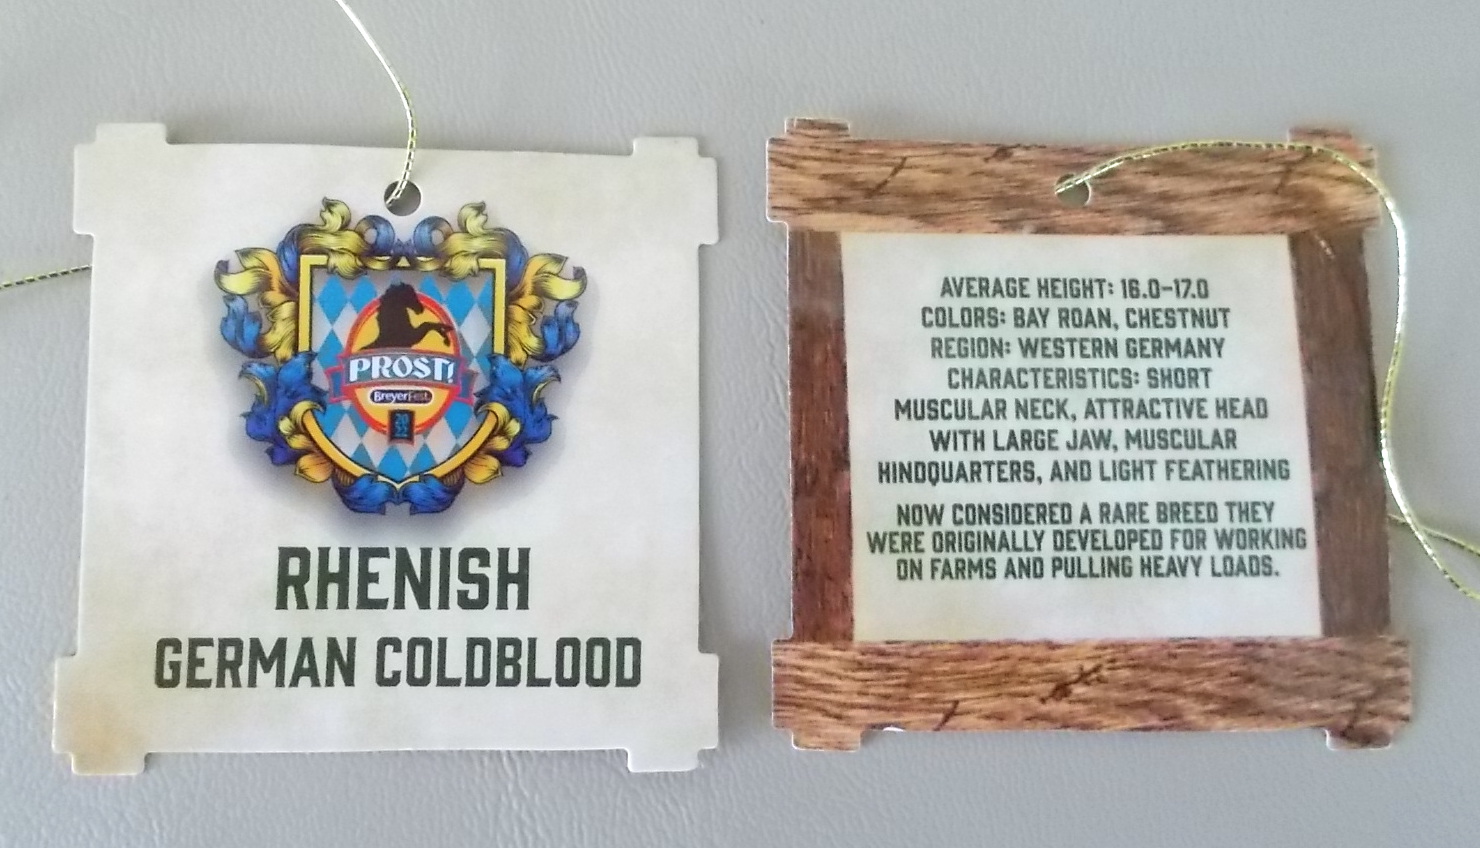 PROST!
BreyerFest
20
22
RHENISH
GERMAN COLDBLOOD
AVERAGE HEIGHT: 16.0-17.0
COLORS: BAY ROAN, CHESTNUT
REGION: WESTERN GERMANY
CHARACTERISTICS: SHORT
MUSCULAR NECK, ATTRACTIVE HEAD
WITH LARGE JAW, MUSCULAR
HINDQUARTERS, AND LIGHT FEATHERING
NOW CONSIDERED A RARE BREED THEY
WERE ORIGINALLY DEVELOPED FOR WORKING
ON FARMS AND PULLING HEAVY LOADS.